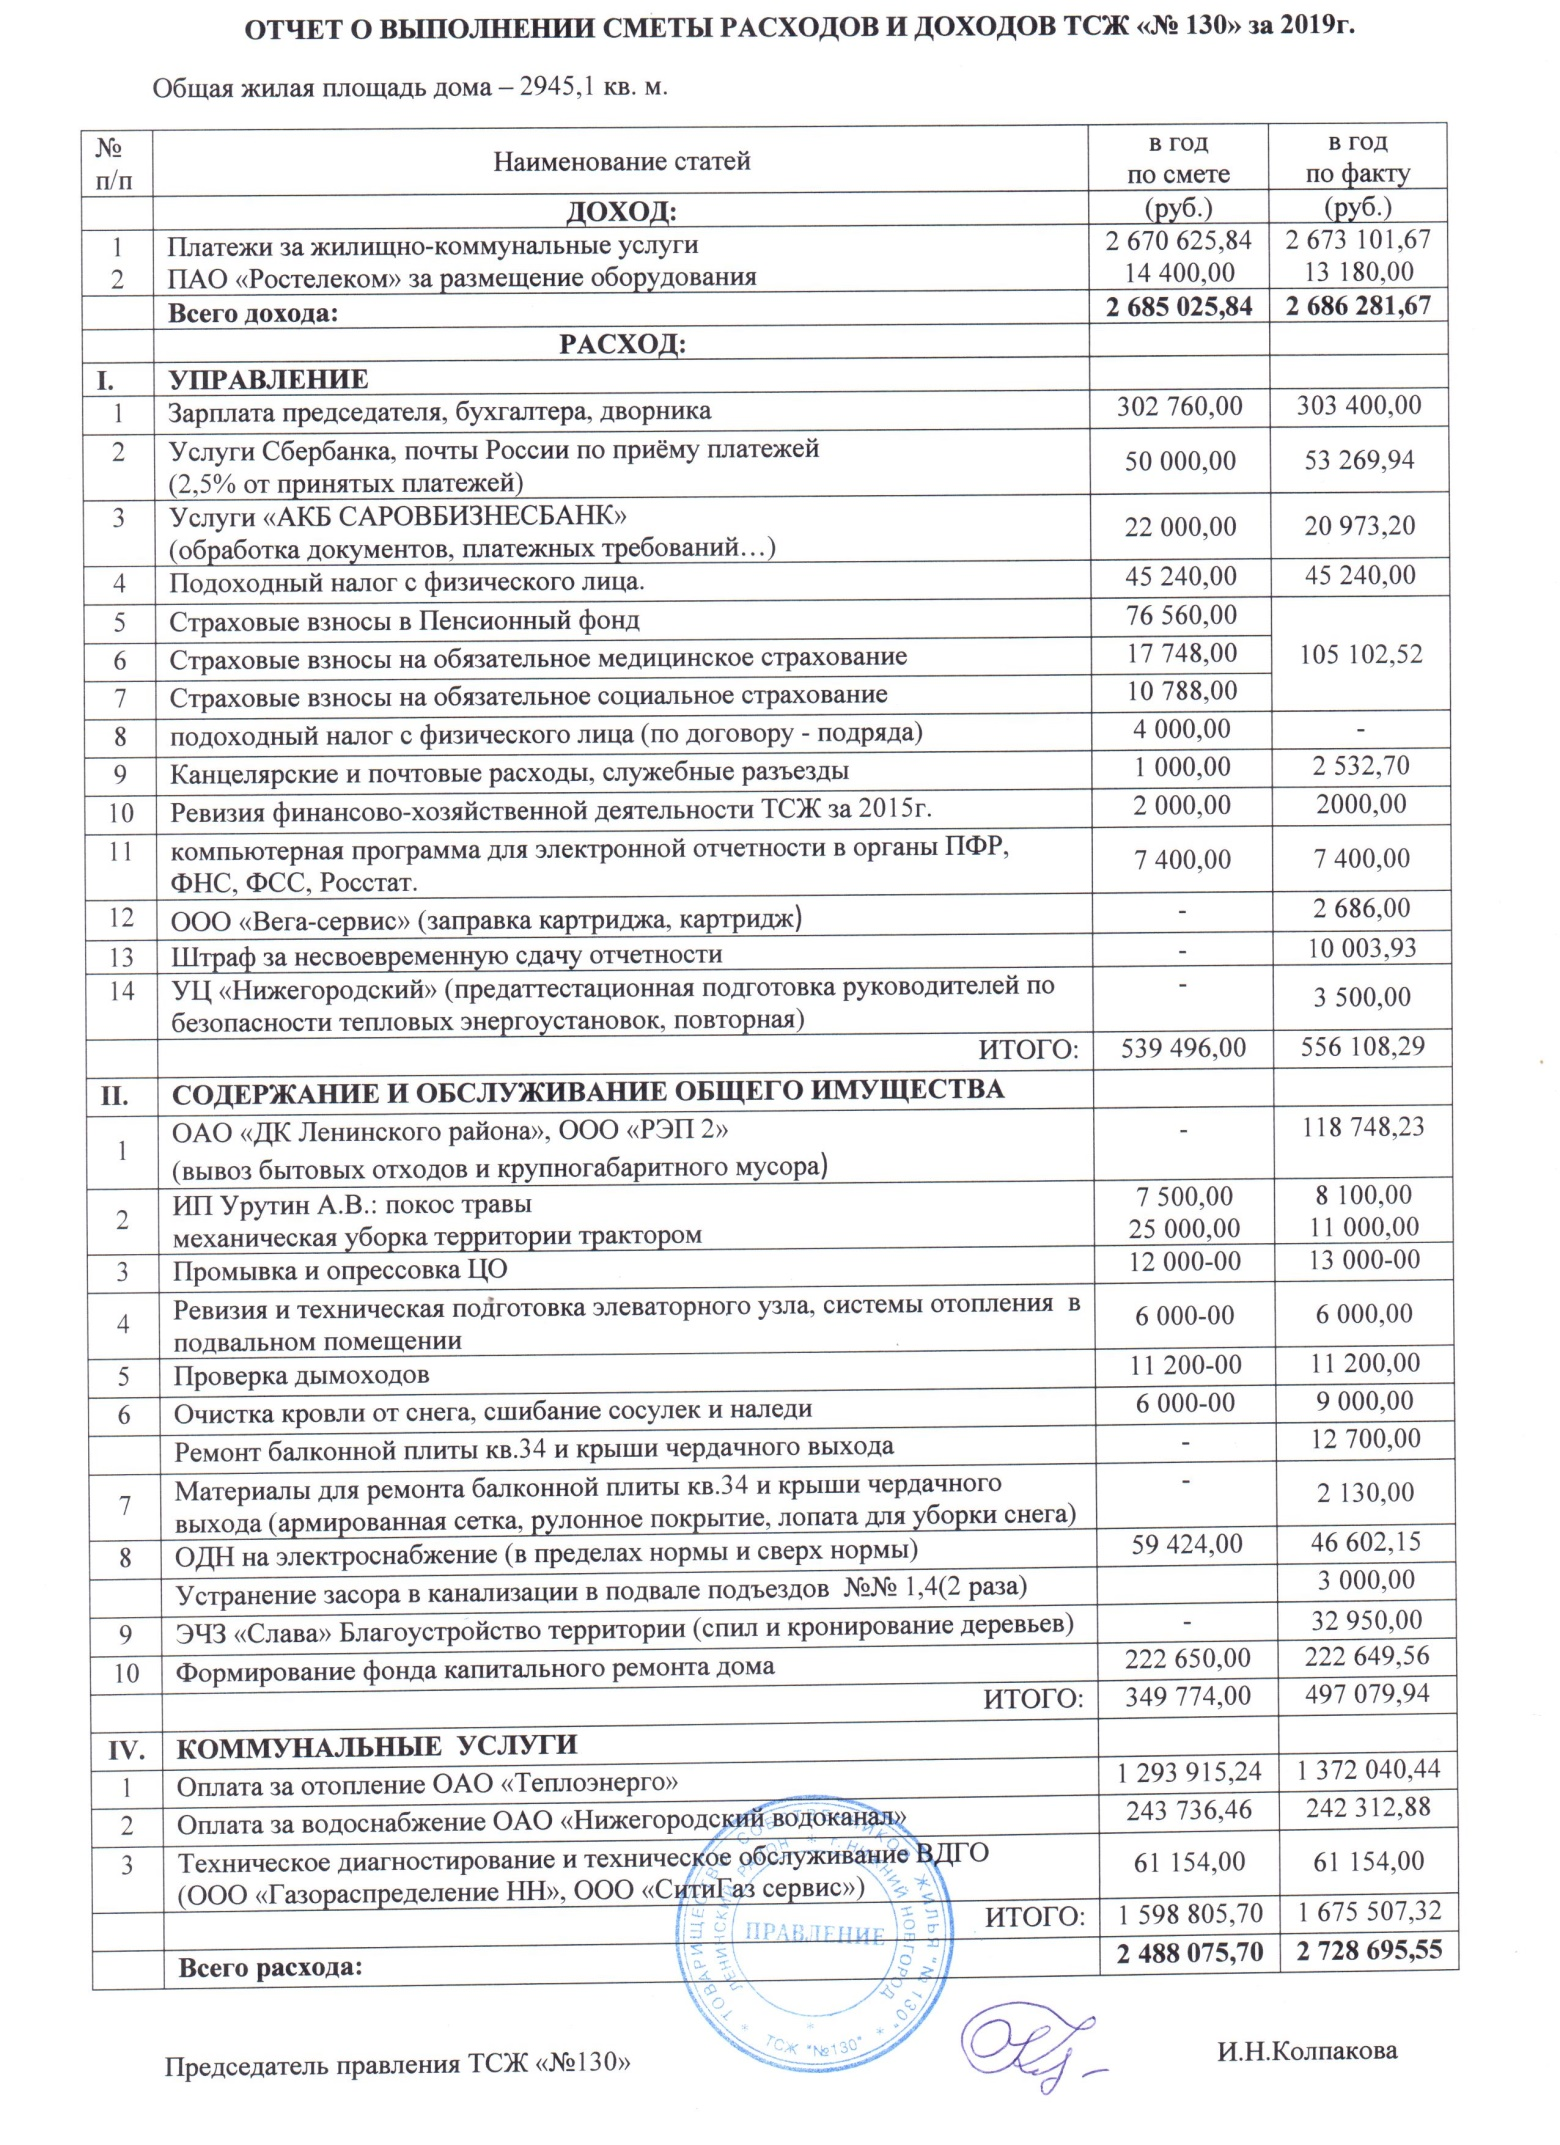 ОТЧЕТ О ВЫПОЛНЕНИИ СМЕТЫ РАСХОДОВ И ДОХОДОВ ТСЖ «№ 130» за 2019г.
Общая жилая площадь дома – 2945,1 кв. м.
№ п/п Наименование статей в год по смете в год по факту
ДОХОД: (руб.) (руб.)
1 Платежи за жилищно-коммунальные услуги 2 670 625,84 2 673 101,67
2 ПАО «Ростелеком» за размещение оборудования 14 400,00 13 180,00
Всего дохода: 2 685 025,84 2 686 281,67
РАСХОД:
I. УПРАВЛЕНИЕ
1 Зарплата председателя, бухгалтера, дворника 302 760,00 303 400,00
2 Услуги Сбербанка, почты России по приёму платежей
(2,5% от принятых платежей) 50 000,00 53 269,94
3 Услуги «АКБ САРОВБИЗНЕСБАНК»
(обработка документов, платежных требований…) 22 000,00 20 973,20
4 Подоходный налог с физического лица. 45 240,00 45 240,00
5 Страховые взносы в Пенсионный фонд 76 560,00
6 Страховые взносы на обязательное медицинское страхование 17 748,00 105 102,52
7 Страховые взносы на обязательное социальное страхование 10 788,00
8 подоходный налог с физического лица (по договору - подряда) 4 000,00 -
9 Канцелярские и почтовые расходы, служебные разъезды 1 000,00 2 532,70
10 Ревизия финансово-хозяйственной деятельности ТСЖ за 2015г. 2 000,00 2000,00
11 компьютерная программа для электронной отчетности в органы ПФР,
ФНС, ФСС, Росстат. 7 400,00 7 400,00
12 ООО «Вега-сервис» (заправка картриджа, картридж) - 2 686,00
13 Штраф за несвоевременную сдачу отчетности - 10 003,93
14 УЦ «Нижегородский» (предаттестационная подготовка руководителей по
безопасности тепловых энергоустановок, повторная) - 3 500,00
ИТОГО: 539 496,00 556 108,29
II. СОДЕРЖАНИЕ И ОБСЛУЖИВАНИЕ ОБЩЕГО ИМУЩЕСТВА
1 ОАО «ДК Ленинского района», ООО «РЭП 2» - 118 748,23
(вывоз бытовых отходов и крупногабаритного мусора)
2 ИП Урутин А.В.: покос травы 7 500,00 8 100,00
механическая уборка территории трактором 25 000,00 11 000,00
3 Промывка и опрессовка ЦО 12 000-00 13 000-00
4 Ревизия и техническая подготовка элеваторного узла, системы отопления в
подвальном помещении 6 000-00 6 000,00
5 Проверка дымоходов 11 200-00 11 200,00
6 Очистка кровли от снега, сшибание сосулек и наледи 6 000-00 9 000,00
Ремонт балконной плиты кв.34 и крыши чердачного выхода - 12 700,00
7 Материалы для ремонта балконной плиты кв.34 и крыши чердачного
выхода (армированная сетка, рулонное покрытие, лопата для уборки снега) - 2 130,00
8 ОДН на электроснабжение (в пределах нормы и сверх нормы) 59 424,00 46 602,15
Устранение засора в канализации в подвале подъездов №№ 1,4(2 раза) 3 000,00
9 ЭЧЗ «Слава» Благоустройство территории (спил и кронирование деревьев) - 32 950,00
10 Формирование фонда капитального ремонта дома 222 650,00 222 649,56
ИТОГО: 349 774,00 497 079,94
IV. КОММУНАЛЬНЫЕ УСЛУГИ
1 Оплата за отопление ОАО «Теплоэнерго» 1 293 915,24 1 372 040,44
2 Оплата за водоснабжение ОАО «Нижегородский водоканал» 243 736,46 242 312,88
3 Техническое диагностирование и техническое обслуживание ВДГО
(ООО «Газораспределение НН», ООО «СитиГаз сервис») 61 154,00 61 154,00
ИТОГО: 1 598 805,70 1 675 507,32
Всего расхода: 2 488 075,70 2 728 695,55
ТОВАРИЩЕСТВО СОБСТВЕННИКОВ ЖИЛЬЯ "№ 130"
ЛЕНИНСКИЙ РАЙОН * Г. НИЖНИЙ НОВГОРОД
ПРАВЛЕНИЕ
* ТСЖ "№130" *
Председатель правления ТСЖ «№130» И.Н.Колпакова